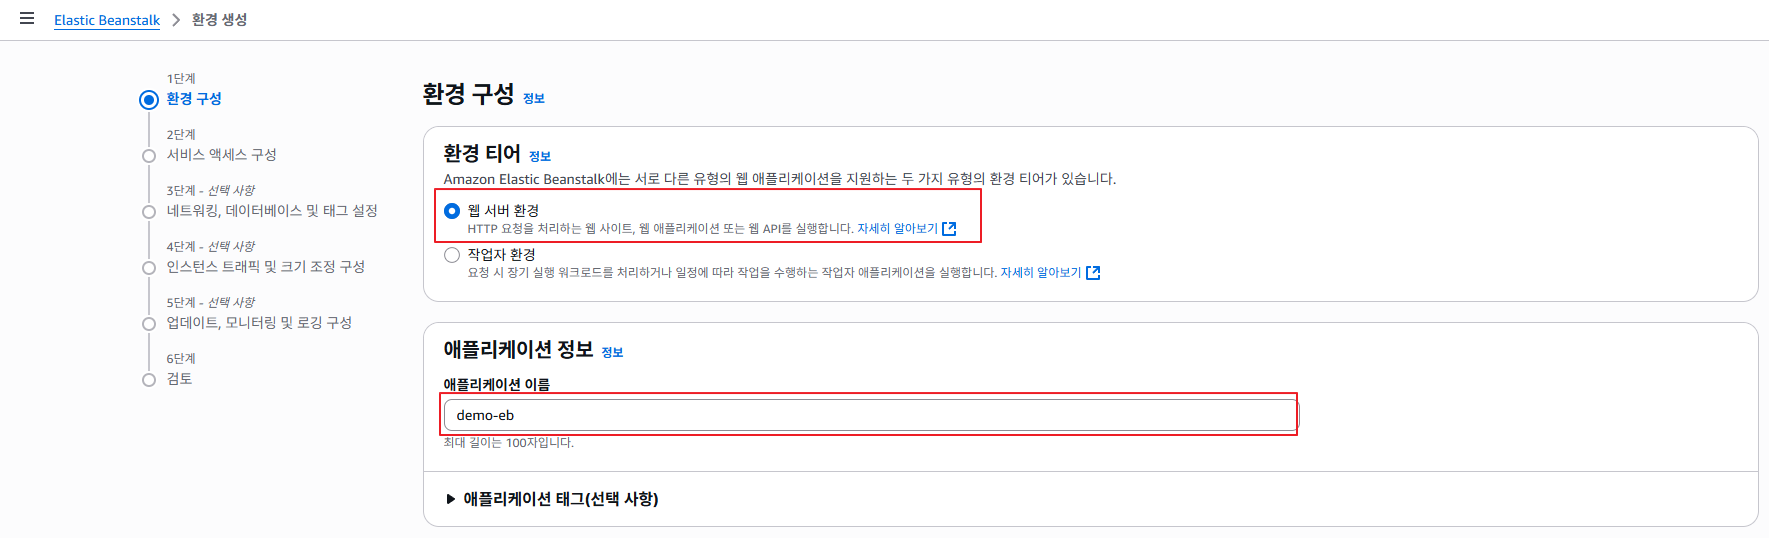 Elastic Beanstalk > 환경 생성
1단계
환경 구성
2단계
서비스 액세스 구성
3단계 - 선택 사항
네트워킹, 데이터베이스 및 태그 설정
4단계 - 선택 사항
인스턴스 트래픽 및 크기 조정 구성
5단계 - 선택 사항
업데이트, 모니터링 및 로깅 구성
6단계
검토
환경 구성 정보
환경 티어 정보
Amazon Elastic Beanstalk에는 서로 다른 유형의 웹 애플리케이션을 지원하는 두 가지 유형의 환경 티어가 있습니다.
웹 서버 환경
HTTP 요청을 처리하는 웹 사이트, 웹 애플리케이션 또는 웹 API를 실행합니다. 자세히 알아보기
작업자 환경
요청 시 장기 실행 워크로드를 처리하거나 일정에 따라 작업을 수행하는 작업자 애플리케이션을 실행합니다. 자세히 알아보기
애플리케이션 정보 정보
애플리케이션 이름
demo-eb
최대 길이는 100자입니다.
애플리케이션 태그(선택 사항)